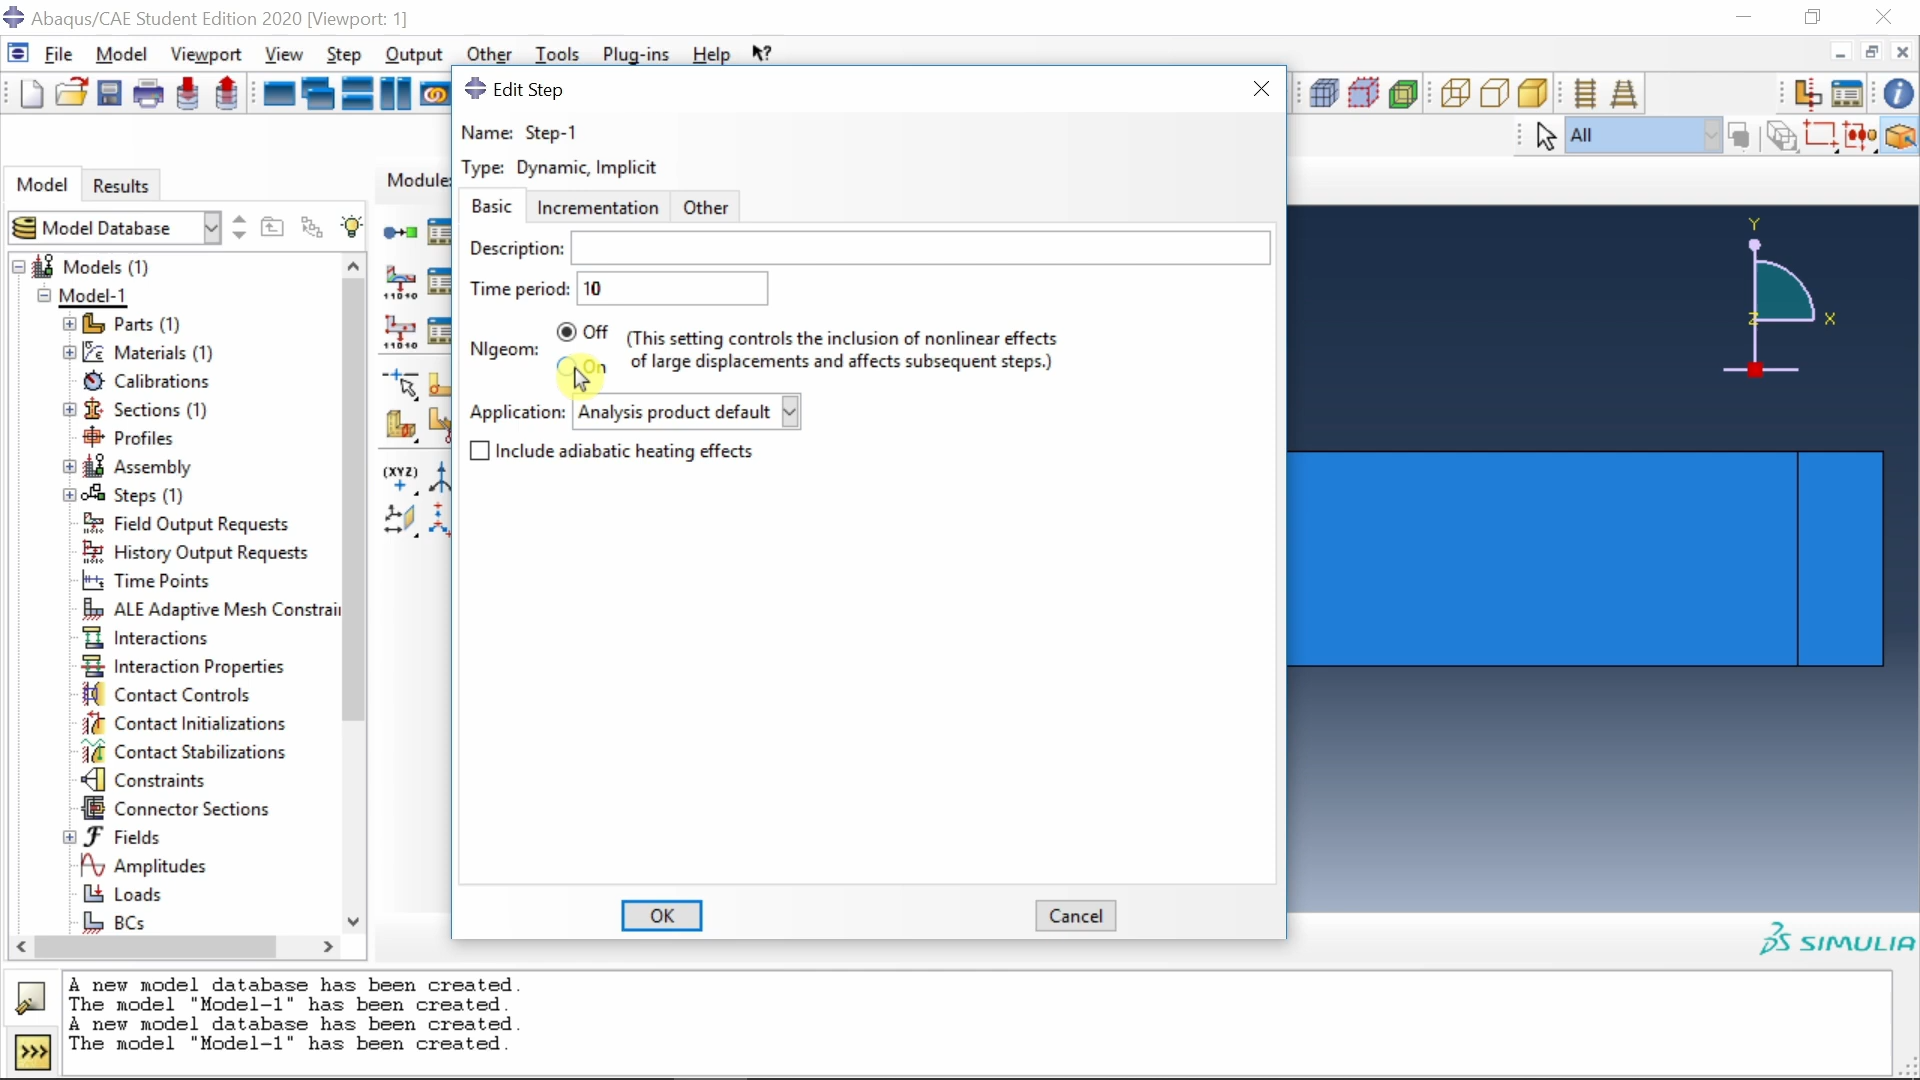 Abaqus/CAE Student Edition 2020 [Viewport: 1]
File Model Viewport View Step Output Other Tools Plug-ins Help
Edit Step
Name: Step-1
All
Type: Dynamic, Implicit
Model Results
Module:
Basic Incrementation Other
Model Database
Description:
Time period: 10
Nlgeom: Off On
(This setting controls the inclusion of nonlinear effects
of large displacements and affects subsequent steps.)
Application: Analysis product default
Include adiabatic heating effects
OK Cancel
Models (1)
Model-1
Parts (1)
Materials (1)
Calibrations
Sections (1)
Profiles
Assembly
Steps (1)
Field Output Requests
History Output Requests
Time Points
ALE Adaptive Mesh Constrai
Interactions
Interaction Properties
Contact Controls
Contact Initializations
Contact Stabilizations
Constraints
Connector Sections
Fields
Amplitudes
Loads
BCs
(XYZ)
Y
Z
X
SIMULIA
A new model database has been created.
The model "Model-1" has been created.
A new model database has been created.
The model "Model-1" has been created.
>>>